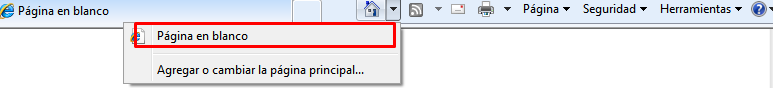 Página en blanco
Página Seguridad Herramientas
Página en blanco
Agregar o cambiar la página principal...